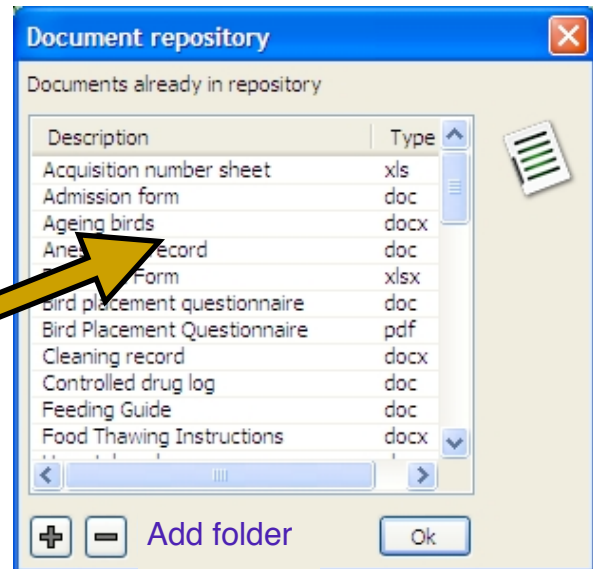 Document repository
Documents already in repository
Description Type
Acquisition number sheet xls
Admission form doc
Ageing birds docx
record doc
Form xlsx
Bird placement questionnaire doc
Bird Placement Questionnaire pdf
Cleaning record docx
Controlled drug log doc
Feeding Guide doc
Food Thawing Instructions docx
Add folder Ok